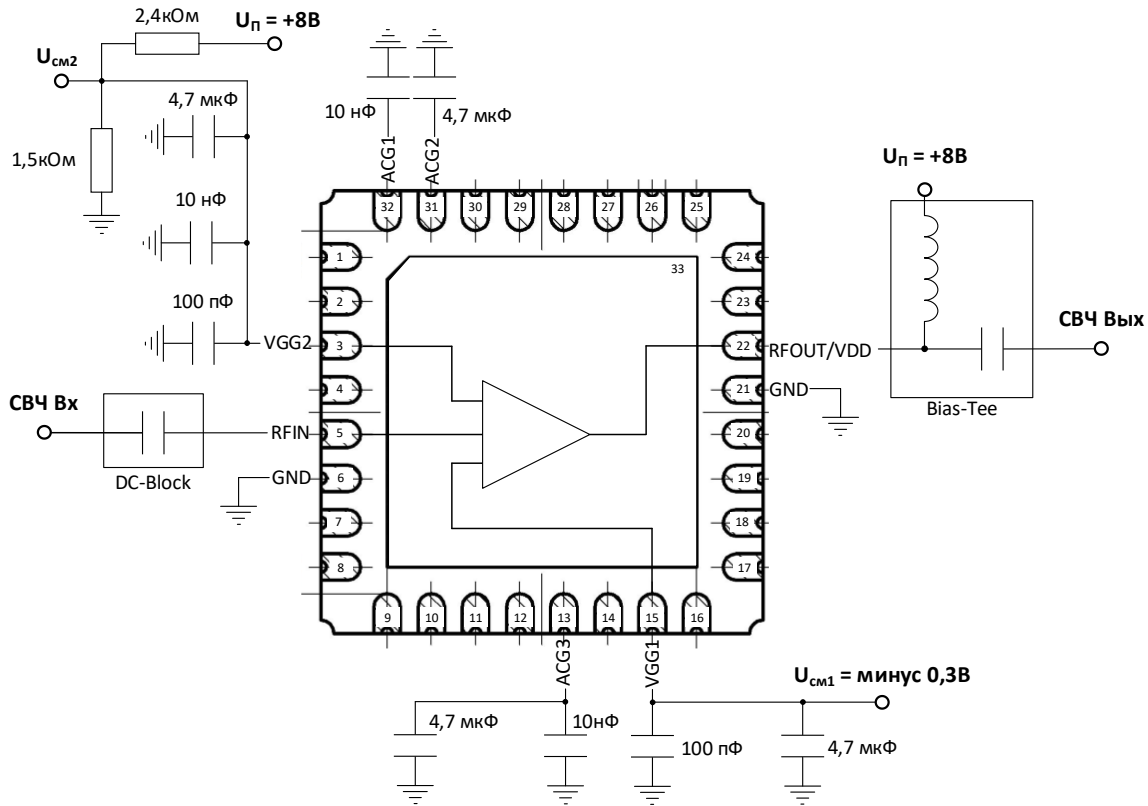 2,4кОм
UП = +8В
Uсм2
4,7 мкФ
1,5кОм
10 нФ
100 пФ
10 нФ
4,7 мкФ
ACG1
ACG2
32
31
30
29
28
27
26
25
1
2
3
4
5
6
7
8
33
24
23
22
21
20
19
18
17
9
10
11
12
13
14
15
16
VGG2
СВЧ Вх
RFIN
DC-Block
GND
UП = +8В
СВЧ Вых
RFOUT/VDD
GND
Bias-Tee
ACG3
VGG1
Uсм1 = минус 0,3В
4,7 мкФ
10нФ
100 пФ
4,7 мкФ